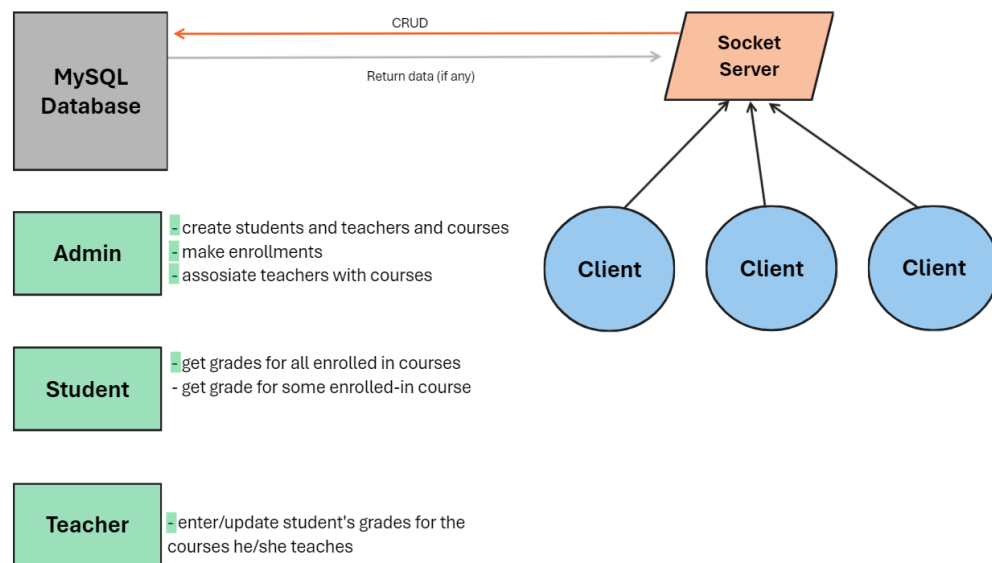 CRUD
MySQL
Database
Socket
Server
Return data (if any)
Admin
- create students and teachers and courses
- make enrollments
- assosiate teachers with courses
Client
Client
Client
Student
- get grades for all enrolled in courses
- get grade for some enrolled-in course
Teacher
- enter/update student's grades for the
courses he/she teaches